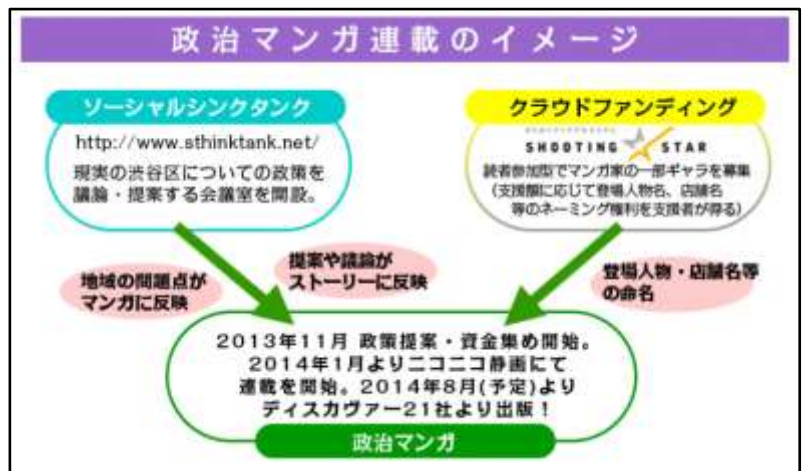 政治マンガ連載のイメージ
ソーシャルシンクタンク
http://www.sthinktank.net/
現実の渋谷区についての政策を
議論・提案する会議室を開設。
クラウドファンディング
SHOOTING STAR
読者参加型でマンガ家の一部ギャラを募集
(支援額に応じて登場人物名、店舗名
等のネーミング権利を支援者が得る)
地域の問題点が
マンガに反映
提案や議論が
ストーリーに反映
登場人物・店舗名等
の命名
2013年11月 政策提案・資金集め開始。
2014年1月よりニコニコ静画にて
連載を開始。2014年8月(予定)より
ディスカヴァー21社より出版！
政治マンガ